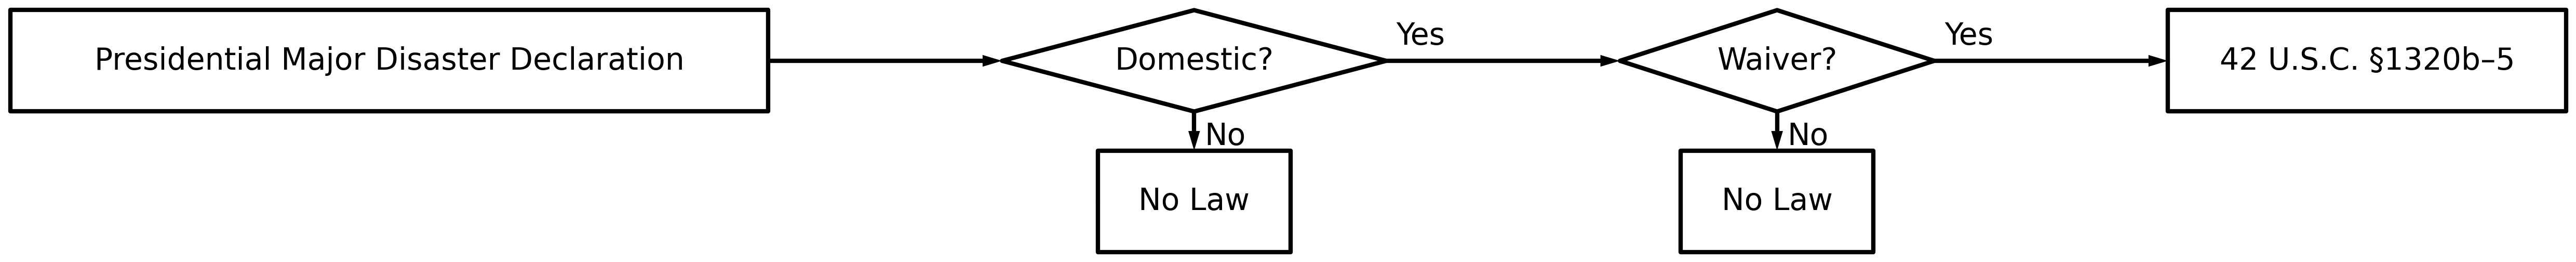 Presidential Major Disaster Declaration
Domestic?
Yes
Waiver?
Yes
42 U.S.C. §1320b–5
No
No
No Law
No Law